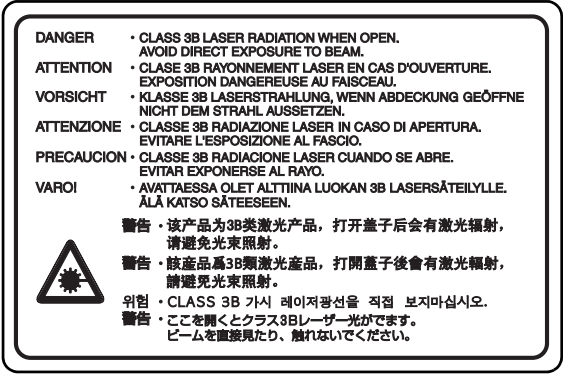 DANGER ・CLASS 3B LASER RADIATION WHEN OPEN.
AVOID DIRECT EXPOSURE TO BEAM.
ATTENTION ・CLASE 3B RAYONNEMENT LASER EN CAS D'OUVERTURE.
EXPOSITION DANGEREUSE AU FAISCEAU.
VORSICHT ・KLASSE 3B LASERSTRAHLUNG, WENN ABDECKUNG GEÖFFNE
NICHT DEM STRAHL AUSSETZEN.
ATTENZIONE ・CLASSE 3B RADIAZIONE LASER IN CASO DI APERTURA.
EVITARE L'ESPOSIZIONE AL FASCIO.
PRECAUCION ・CLASSE 3B RADIACIONE LASER CUANDO SE ABRE.
EVITAR EXPONERSE AL RAYO.
VARO! ・AVATTAESSA OLET ALTTIINA LUOKAN 3B LASERSÄTEILYLLE.
ÄLÄ KATSO SÄTEESEEN.
警告・该产品为3B类激光产品，打开盖子后会有激光辐射，
请避免光束照射。
警告・該産品爲3B類激光産品，打開蓋子後會有激光輻射，
請避免光束照射。
위험・CLASS 3B 가시 레이저광선을 직접 보지마십시오.
警告・ここを開くとクラス3Bレーザー光がでます。
ビームを直接見たり、触れないでください。